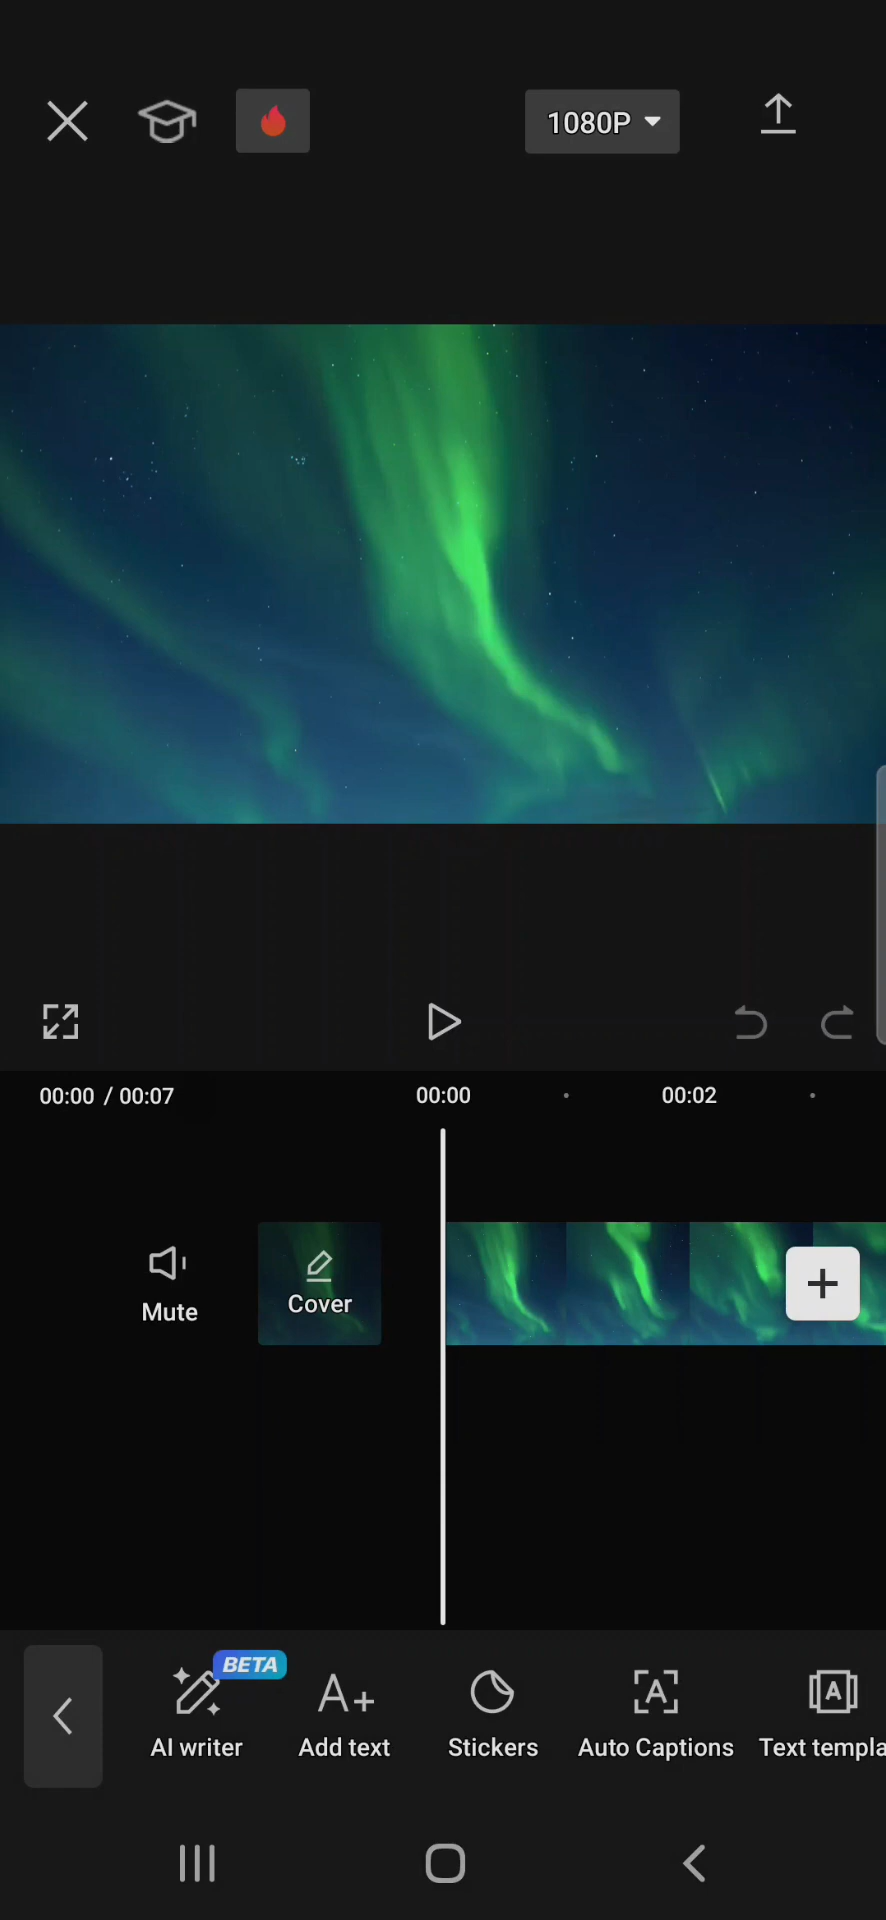 1080P
00:00 / 00:07
00:00
00:02
Mute
Cover
BETA
AI writer
Add text
Stickers
Auto Captions
Text templa